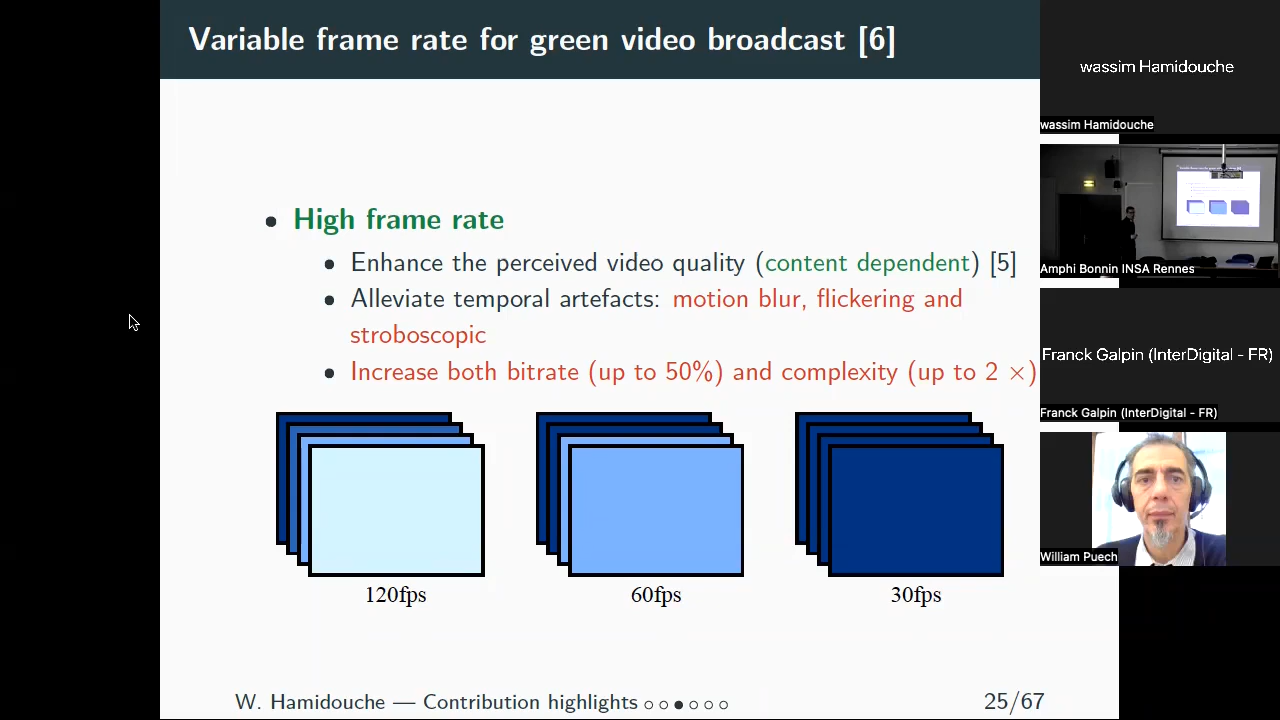 Variable frame rate for green video broadcast [6]
• High frame rate
• Enhance the perceived video quality (content dependent) [5]
• Alleviate temporal artefacts: motion blur, flickering and
stroboscopic
• Increase both bitrate (up to 50%) and complexity (up to 2 ×)
120fps
60fps
30fps
W. Hamidouche — Contribution highlights
25/67
wassim Hamidouche
wassim Hamidouche
Amphi Bonnin INSA Rennes
Franck Galpin (InterDigital - FR)
Franck Galpin (InterDigital - FR)
William Puech